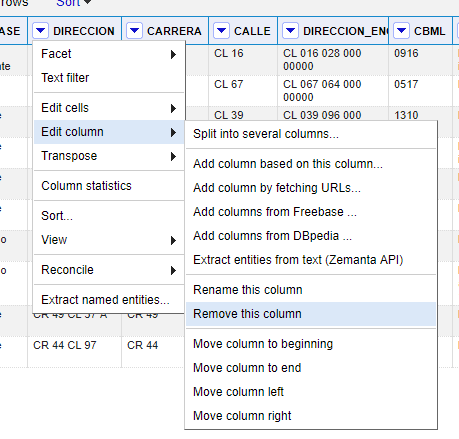 rows Sort
ASE DIRECCION CARRERA CALLE DIRECCION_ENC CBML
Facet CL 16 CL 016 028 000 0916
00000
Text filter
CL 67 CL 067 064 000 0517
00000
Edit cells CL 39 CL 039 096 000 1310
Edit column Split into several columns...
Transpose Add column based on this column...
Column statistics Add column by fetching URLs...
Sort... Add columns from Freebase ...
View Add columns from DBpedia ...
Reconcile Extract entities from text (Zemanta API)
Extract named entities... Rename this column
CR 49 CL 57 A CR 49 Remove this column
CR 44 CL 97 CR 44 Move column to beginning
Move column to end
Move column left
Move column right